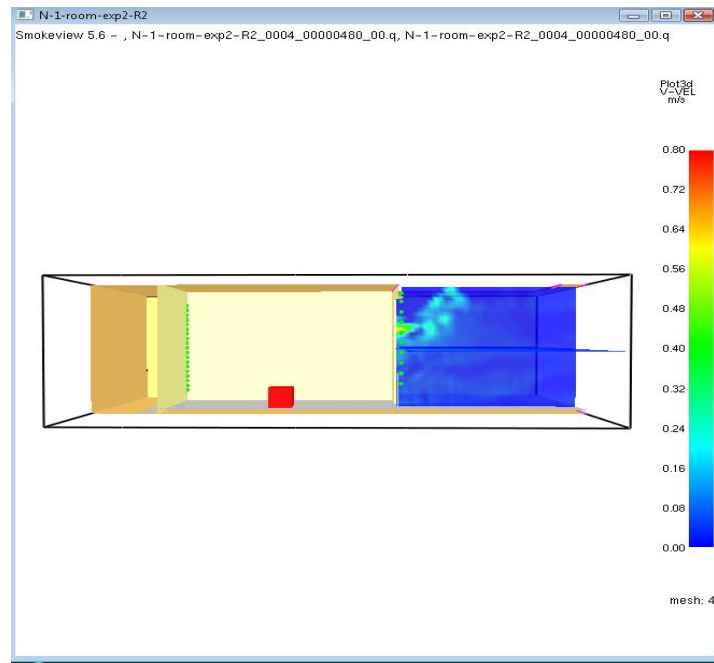 N-1-room-exp2-R2
Smokeview 5.6 - , N-1-room-exp2-R2_0004_00000480_00.q, N-1-room-exp2-R2_0004_00000480_00.q
Plot3d
V-VEL
m/s
0.80
0.72
0.64
0.56
0.48
0.40
0.32
0.24
0.16
0.08
0.00
mesh: 4